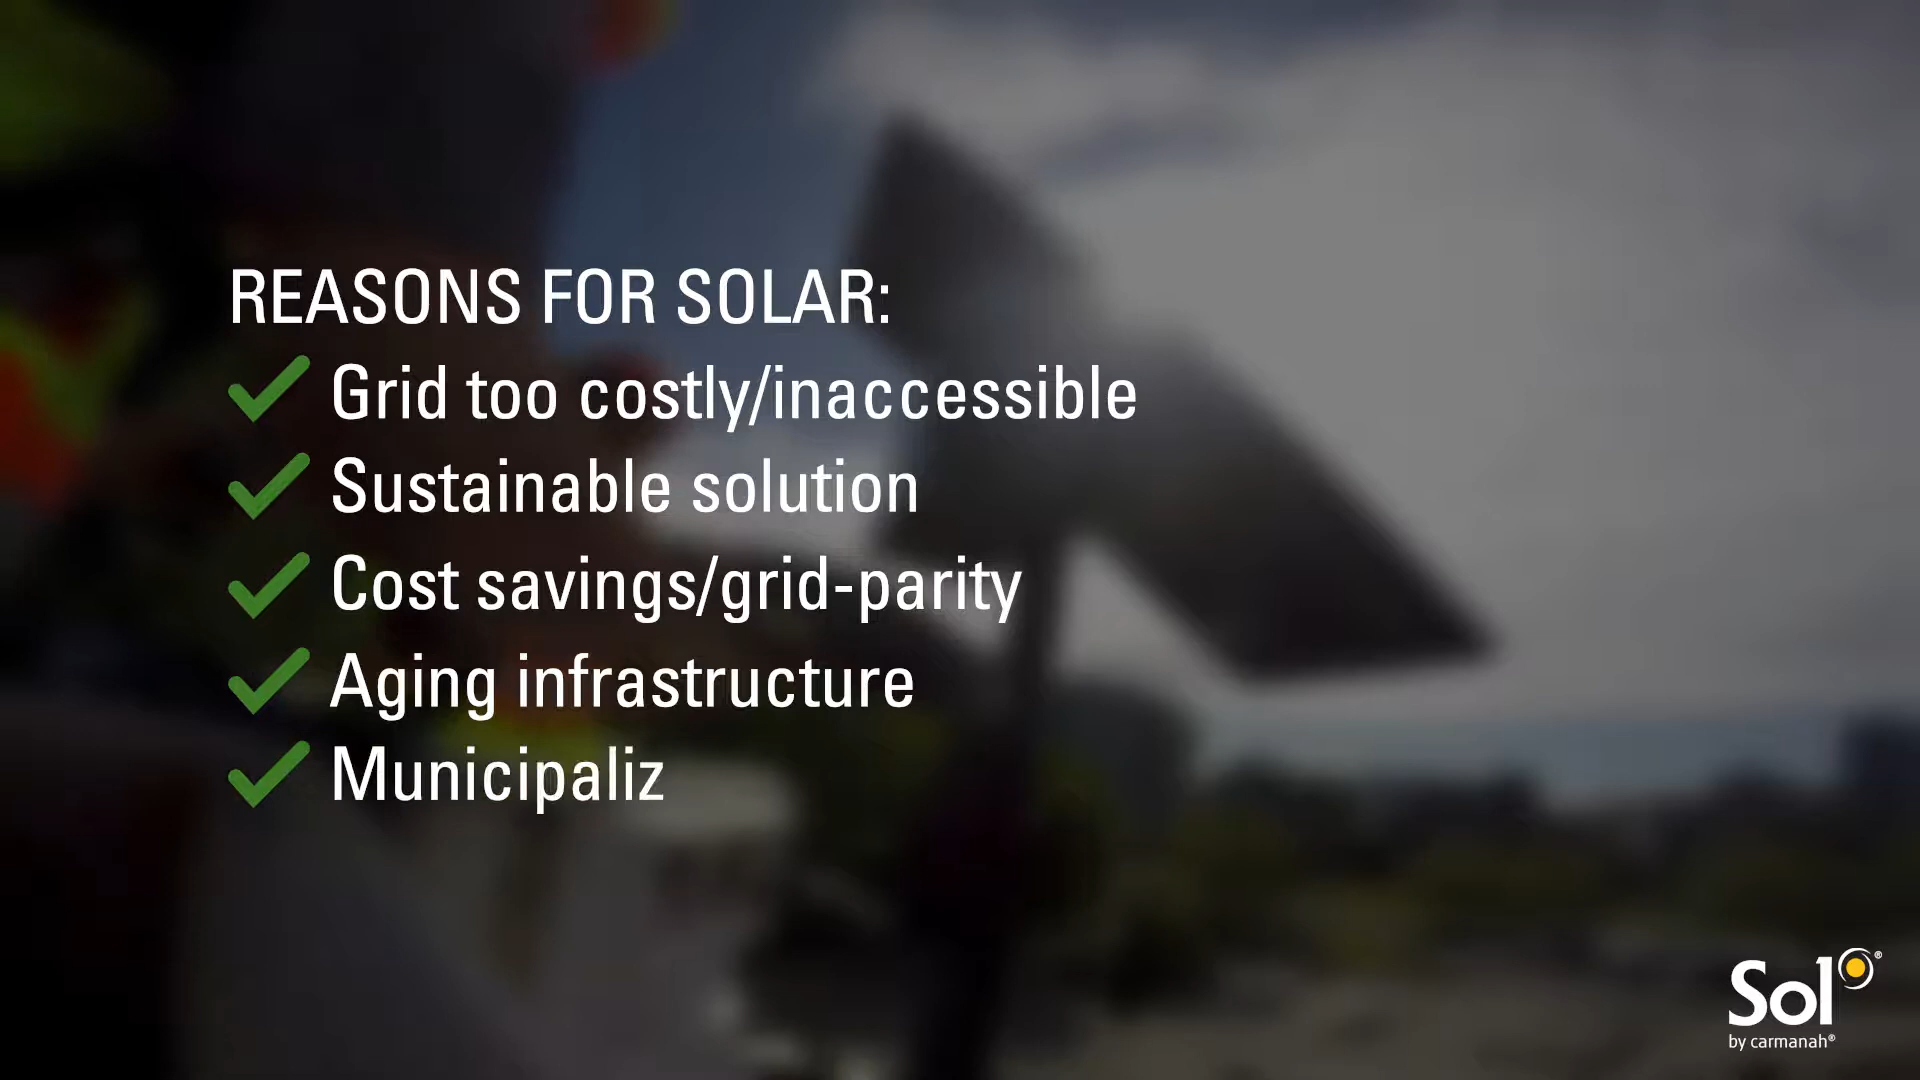 REASONS FOR SOLAR:
Grid too costly/inaccessible
Sustainable solution
Cost savings/grid-parity
Aging infrastructure
Municipaliz
Sol®
by carmanah®